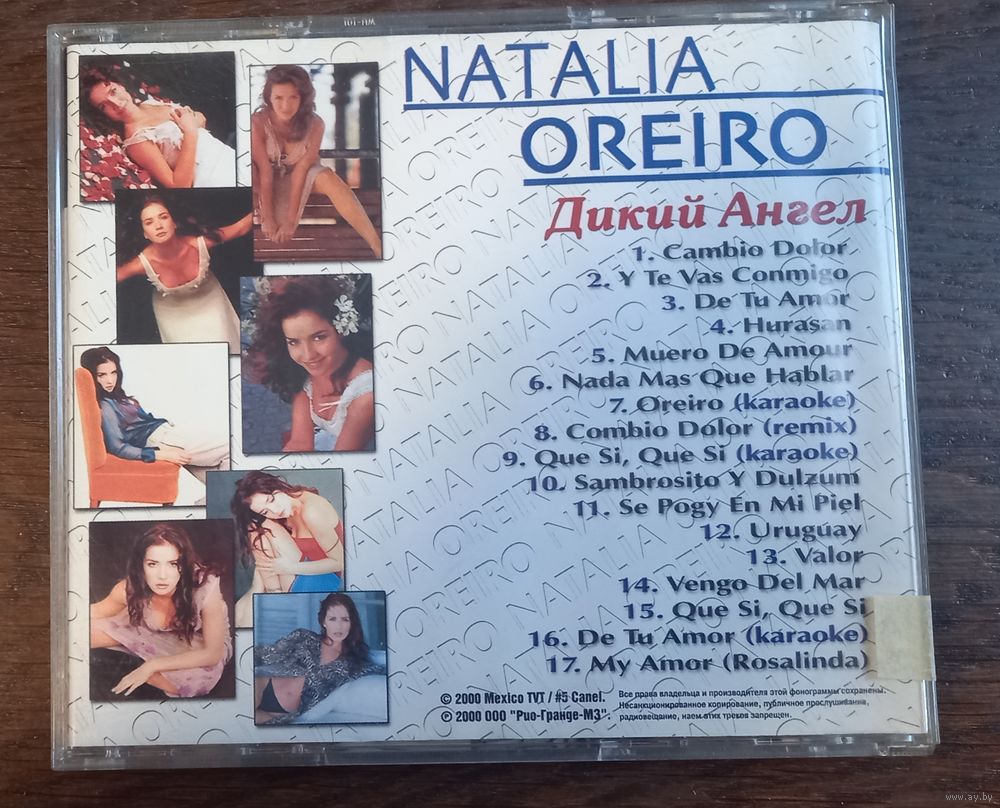 NATALIA
OREIRO
Дикий Ангел
1. Cambio Dolor
2. Y Te Vas Conmigo
3. De Tu Amor
4. Hurasan
5. Muero De Amour
6. Nada Mas Que Hablar
7. Oreiro (karaoke)
8. Combio Dolor (remix)
9. Que Si, Que Si (karaoke)
10. Sambrosito Y Dulzum
11. Se Pogy En Mi Piel
12. Uruguay
13. Valor
14. Vengo Del Mar
15. Que Si, Que Si
16. De Tu Amor (karaoke)
17. My Amor (Rosalinda)
© 2000 Mexico TVT / #5 Canel.
℗ 2000 ООО "Рио-Гранде-МЗ".
Все права владельца и производителя этой фонограммы сохранены.
Несанкционированное копирование, публичное прослушивание,
радиовещание, наем этих треков запрещен.
www.ay.by